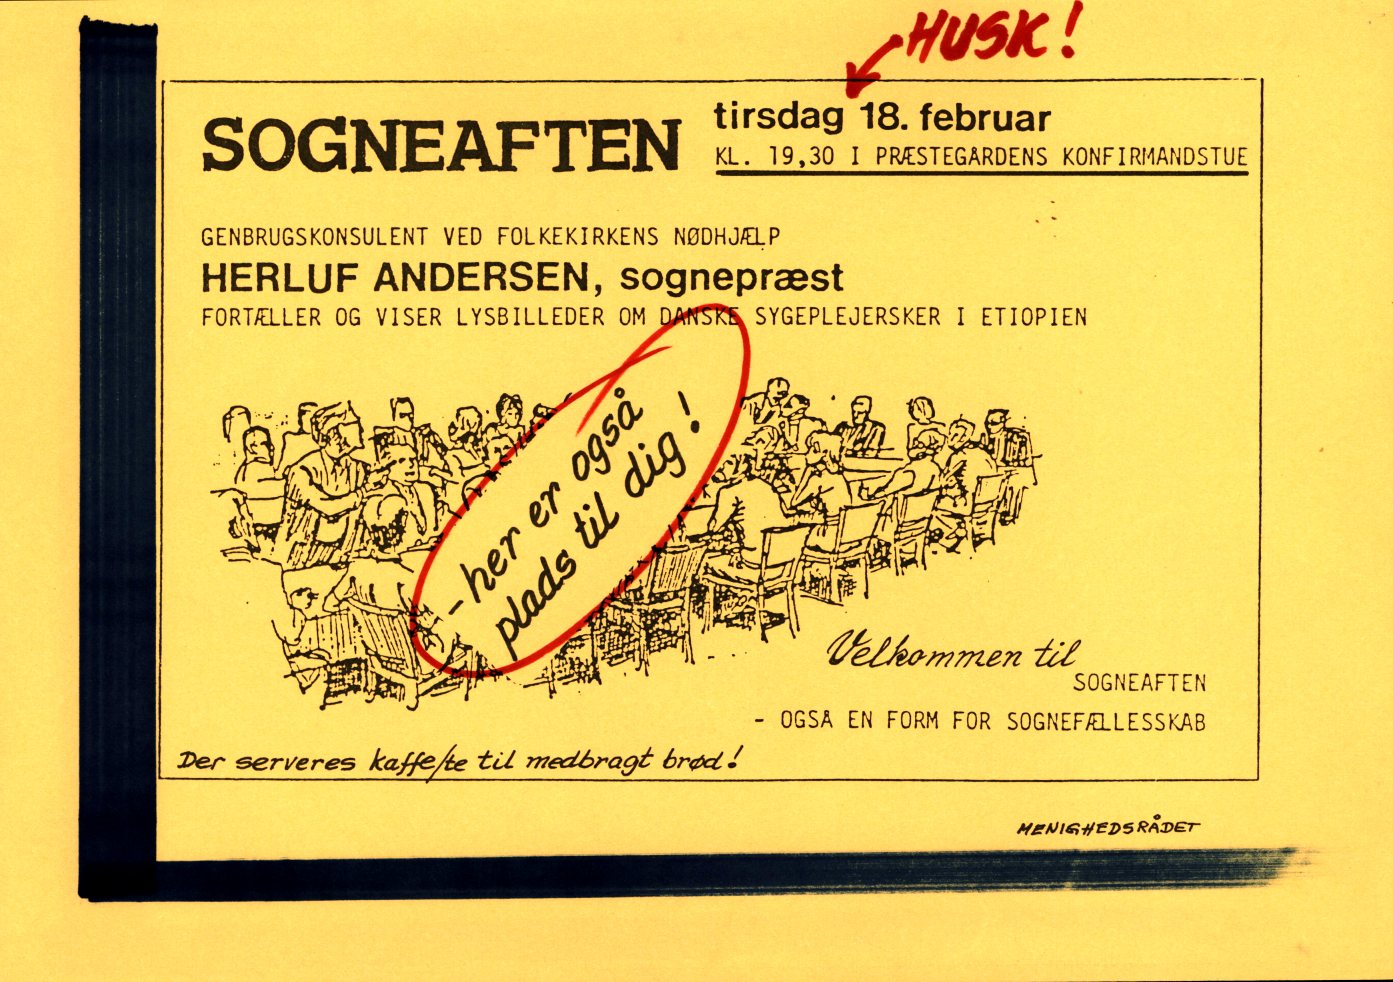 HUSK!
SOGNEAFTEN
tirsdag 18. februar
KL. 19,30 I PRÆSTEGARDENS KONFIRMANDSTUE
GENBRUGSKONSULENT VED FOLKEKIRKENS NØDHJÆLP
HERLUF ANDERSEN, sognepræst
FORTÆLLER OG VISER LYSBILLEDER OM DANSKE SYGEPLEJERSKER I ETIOPIEN
- her er også
plads til dig!
Velkommen til
SOGNEAFTEN
- OGSA EN FORM FOR SOGNEFÆLLESSKAB
Der serveres kaffe/te til medbragt brød!
MENIGHEDSRÅDET